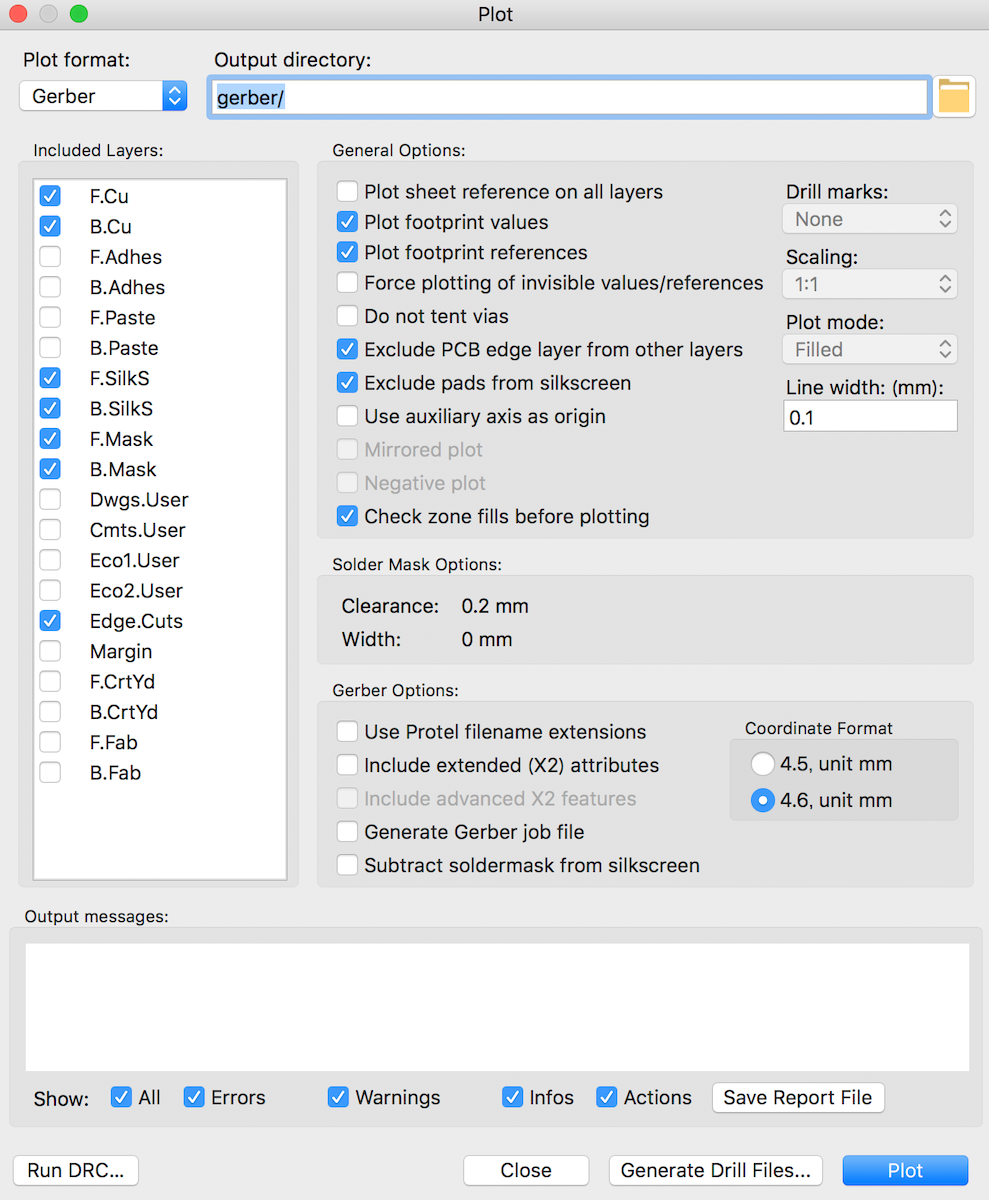 Plot
Plot format:
Output directory:
Gerber
gerber/
Included Layers:
F.Cu
B.Cu
F.Adhes
B.Adhes
F.Paste
B.Paste
F.SilkS
B.SilkS
F.Mask
B.Mask
Dwgs.User
Cmts.User
Eco1.User
Eco2.User
Edge.Cuts
Margin
F.CrtYd
B.CrtYd
F.Fab
B.Fab
General Options:
Plot sheet reference on all layers
Plot footprint values
Plot footprint references
Force plotting of invisible values/references
Do not tent vias
Exclude PCB edge layer from other layers
Exclude pads from silkscreen
Use auxiliary axis as origin
Mirrored plot
Negative plot
Check zone fills before plotting
Drill marks:
None
Scaling:
1:1
Plot mode:
Filled
Line width: (mm):
0.1
Solder Mask Options:
Clearance: 0.2 mm
Width: 0 mm
Gerber Options:
Use Protel filename extensions
Include extended (X2) attributes
Include advanced X2 features
Generate Gerber job file
Subtract soldermask from silkscreen
Coordinate Format
4.5, unit mm
4.6, unit mm
Output messages:
Show: All Errors Warnings Infos Actions Save Report File
Run DRC... Close Generate Drill Files... Plot